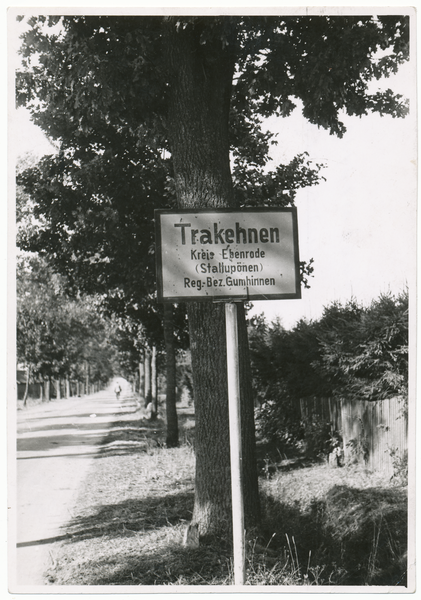 Trakehnen
Kreis Ebenrode
(Stallupönen)
Reg.-Bez. Gumbinnen